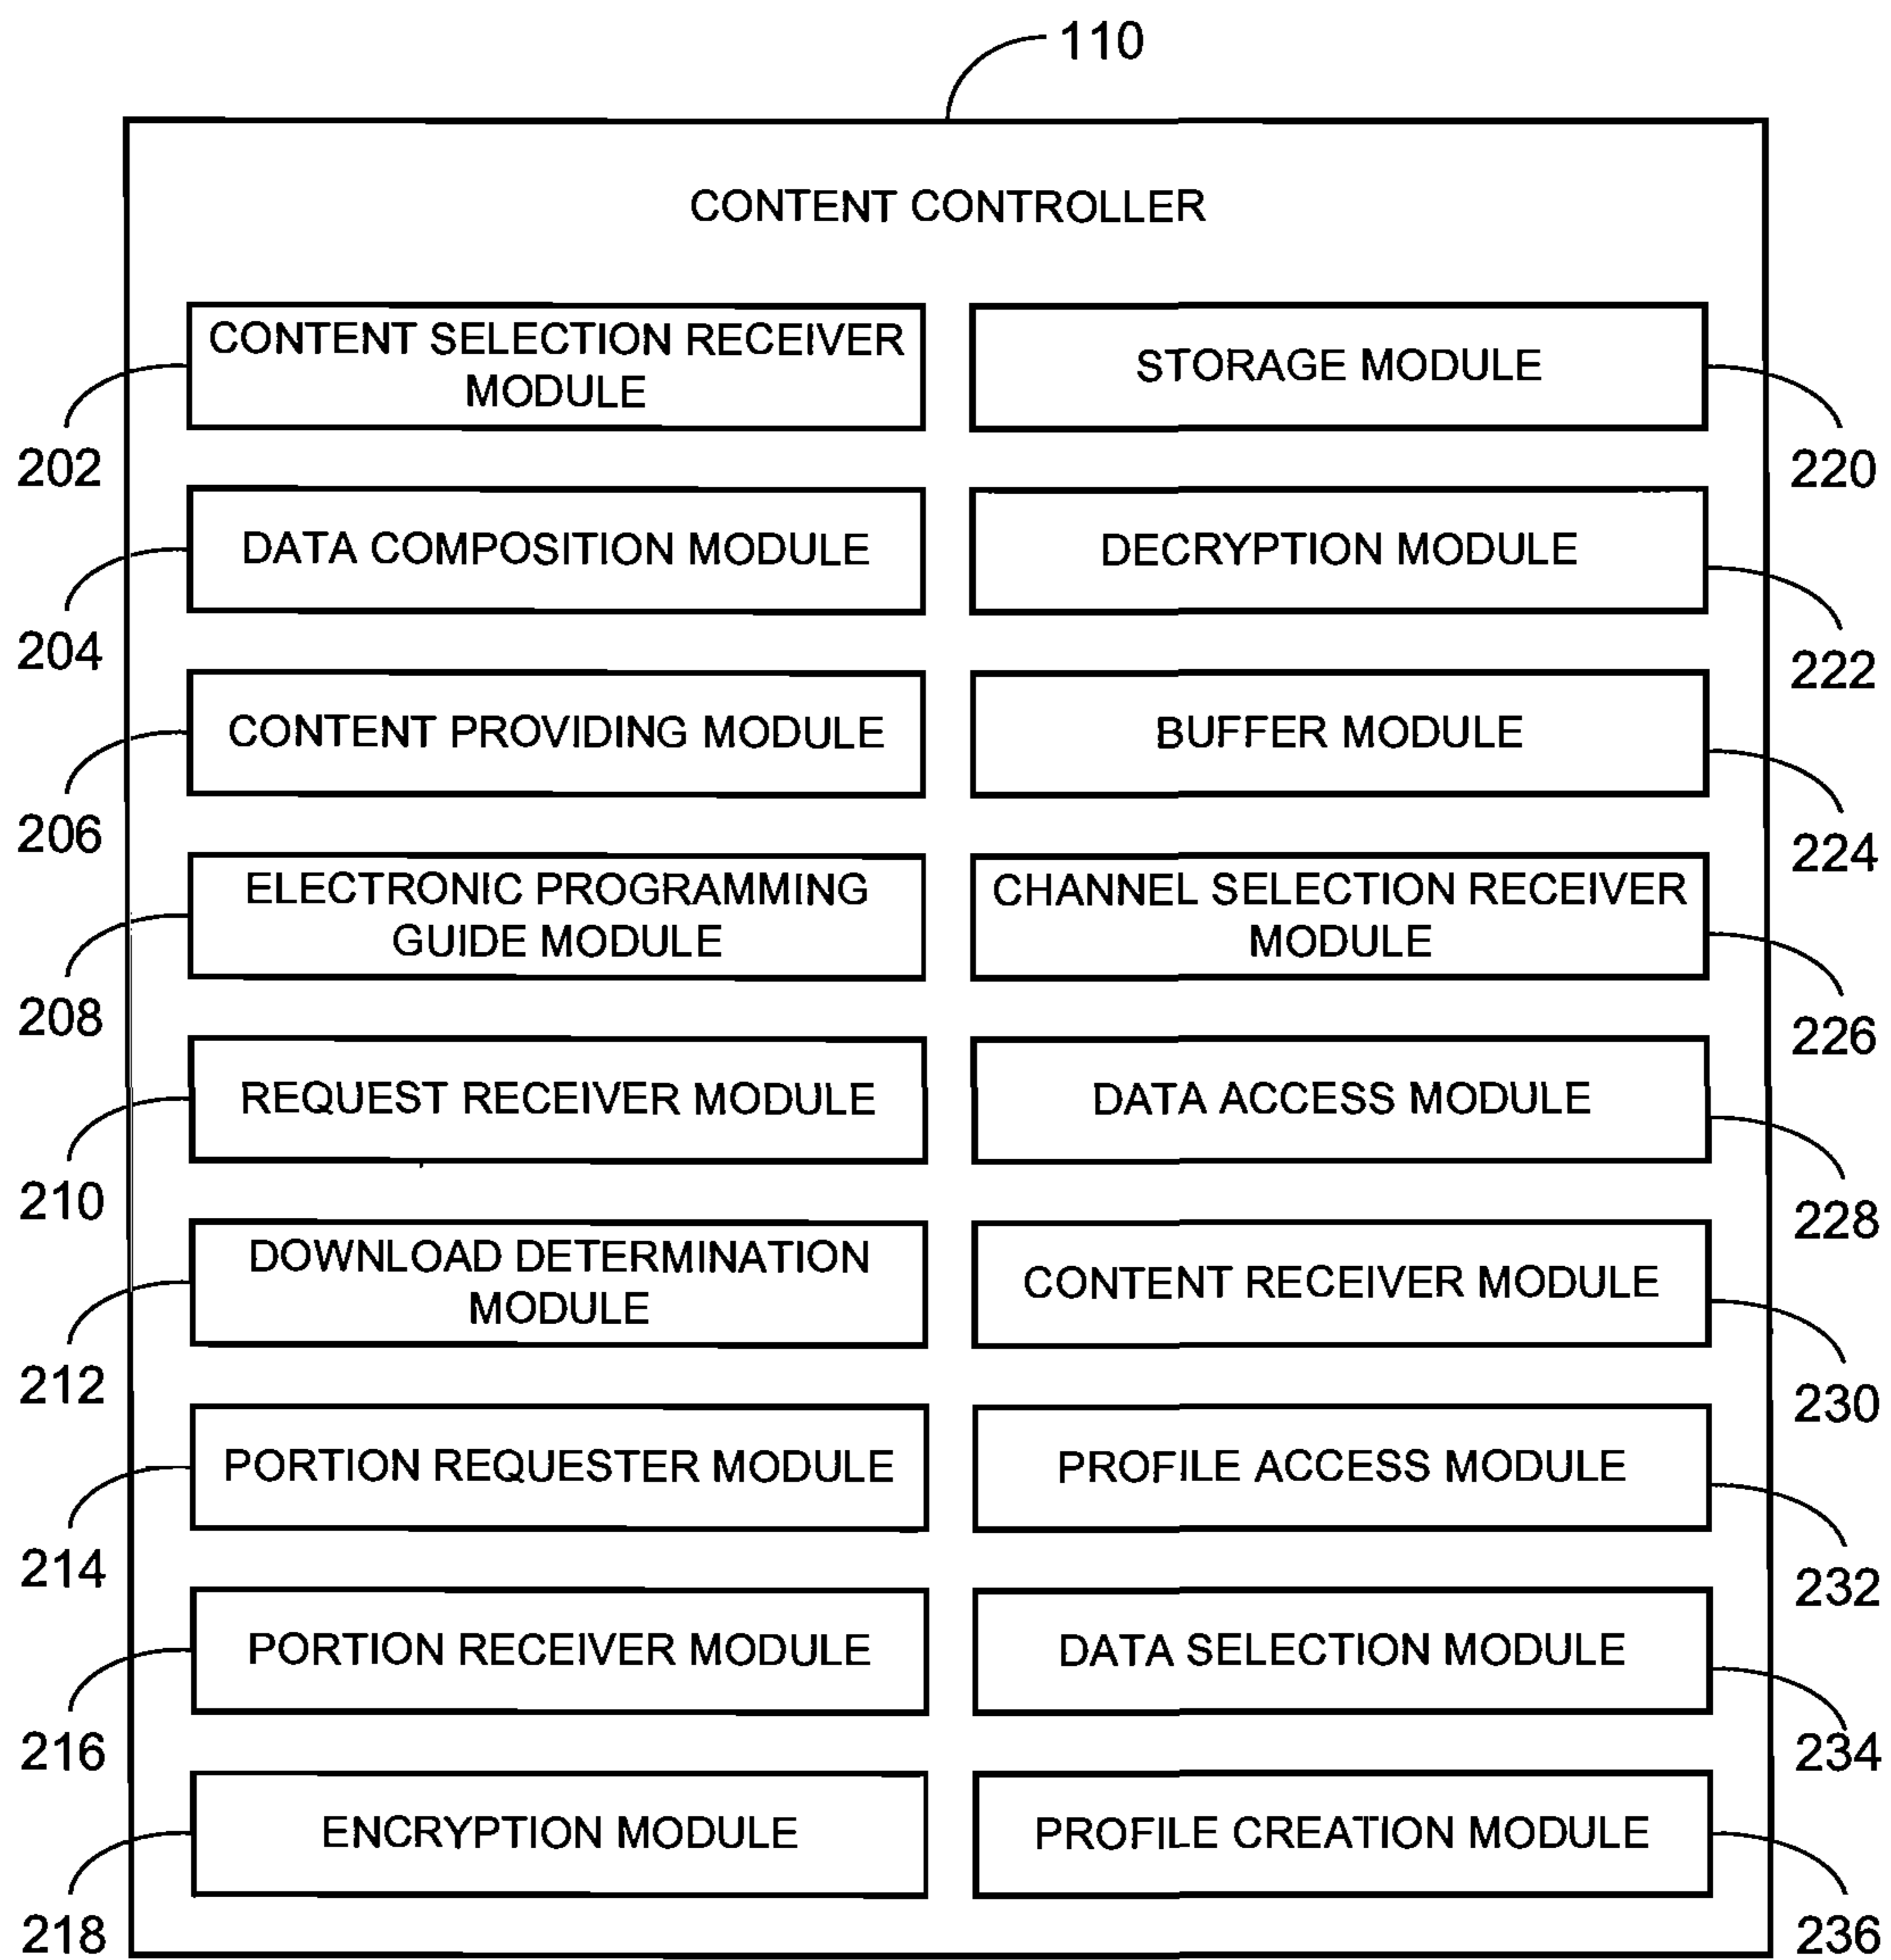 110
CONTENT CONTROLLER
CONTENT SELECTION RECEIVER
MODULE
202
STORAGE MODULE
220
DATA COMPOSITION MODULE
204
DECRYPTION MODULE
222
CONTENT PROVIDING MODULE
206
BUFFER MODULE
224
ELECTRONIC PROGRAMMING
GUIDE MODULE
208
CHANNEL SELECTION RECEIVER
MODULE
226
REQUEST RECEIVER MODULE
210
DATA ACCESS MODULE
228
DOWNLOAD DETERMINATION
MODULE
212
CONTENT RECEIVER MODULE
230
PORTION REQUESTER MODULE
214
PROFILE ACCESS MODULE
232
PORTION RECEIVER MODULE
216
DATA SELECTION MODULE
234
ENCRYPTION MODULE
218
PROFILE CREATION MODULE
236